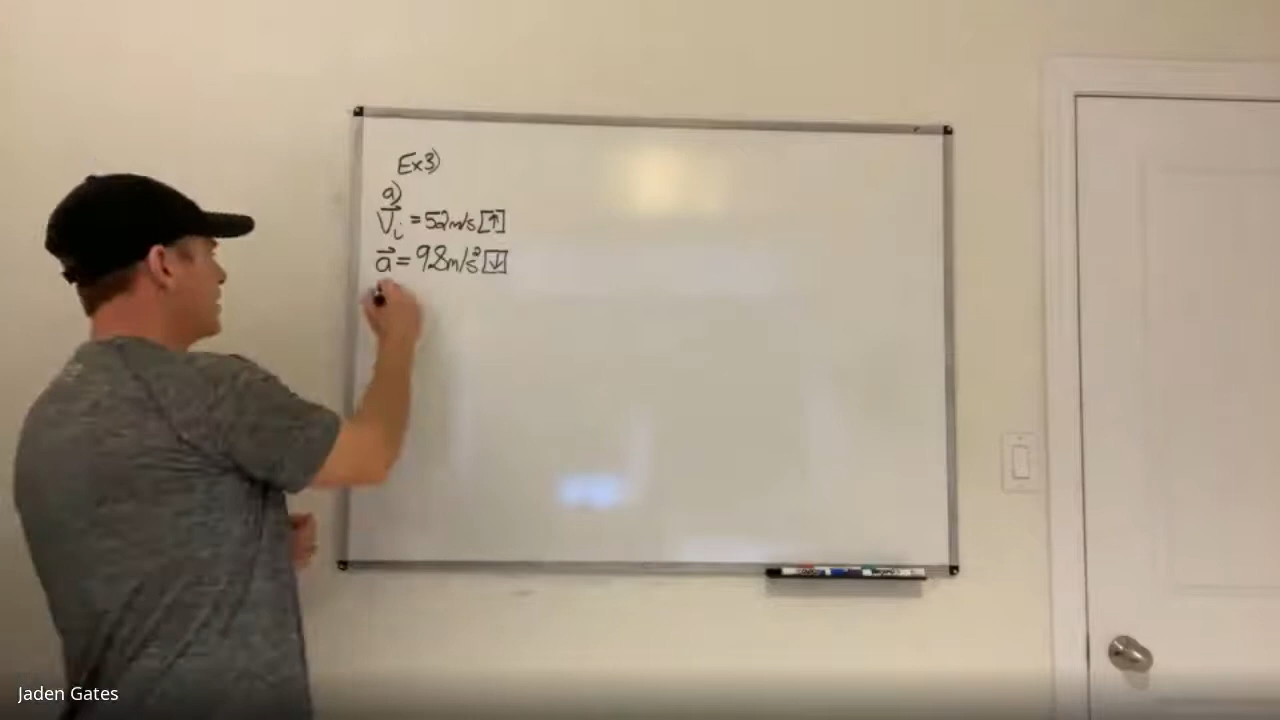 Ex3)
a)
V⃗i = 52m/s [↑]
a⃗ = 9.8m/s² [↓]
Jaden Gates